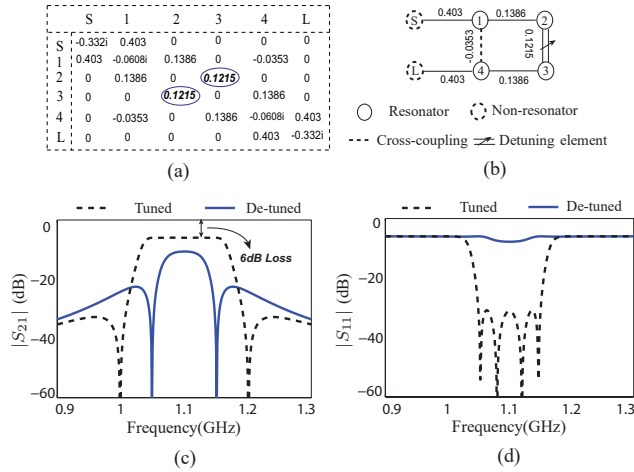 S 1 2 3 4 L
S -0.332i 0.403 0 0 0 0
1 0.403 -0.0608i 0.1386 0 -0.0353 0
2 0 0.1386 0 0.1215 0 0
3 0 0 0.1215 0 0.1386 0
4 0 -0.0353 0 0.1386 -0.0608i 0.403
L 0 0 0 0 0.403 -0.332i
(a)
S 0.403 1 0.1386 2
-0.0353 0.1215
L 0.403 4 0.1386 3
Resonator Non-resonator
Cross-coupling Detuning element
(b)
Tuned De-tuned
0
-20
-40
-60
|S21| (dB)
6dB Loss
0.9 1 1.1 1.2 1.3
Frequency(GHz)
(c)
Tuned De-tuned
0
-20
-40
-60
|S11| (dB)
0.9 1 1.1 1.2 1.3
Frequency(GHz)
(d)